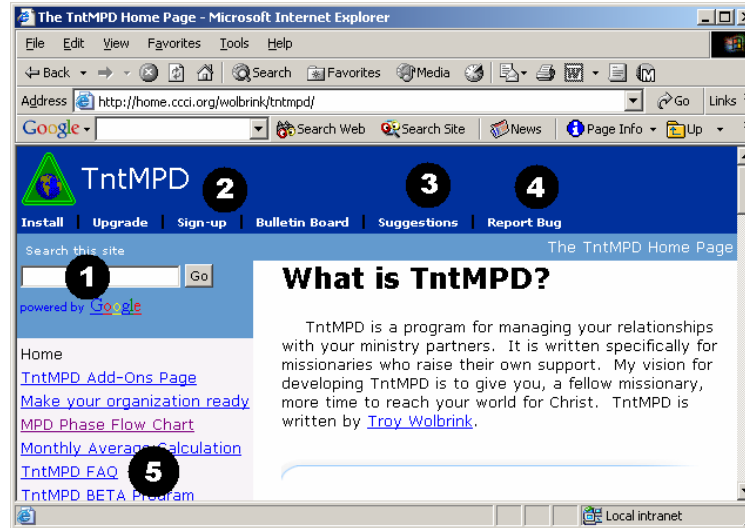 The TntMPD Home Page - Microsoft Internet Explorer
File Edit View Favorites Tools Help
Back Search Favorites Media
Address http://home.ccci.org/wolbrink/tntmpd/ Go Links
Google Search Web Search Site News Page Info Up
TntMPD
2 3 4
Install Upgrade Sign-up Bulletin Board Suggestions Report Bug
Search this site
The TntMPD Home Page
1 Go
powered by Google
What is TntMPD?
TntMPD is a program for managing your relationships
with your ministry partners. It is written specifically for
missionaries who raise their own support. My vision for
developing TntMPD is to give you, a fellow missionary,
more time to reach your world for Christ. TntMPD is
written by Troy Wolbrink.
Home
TntMPD Add-Ons Page
Make your organization ready
MPD Phase Flow Chart
Monthly Average Calculation
TntMPD FAQ 5
TntMPD BETA Program
Local intranet